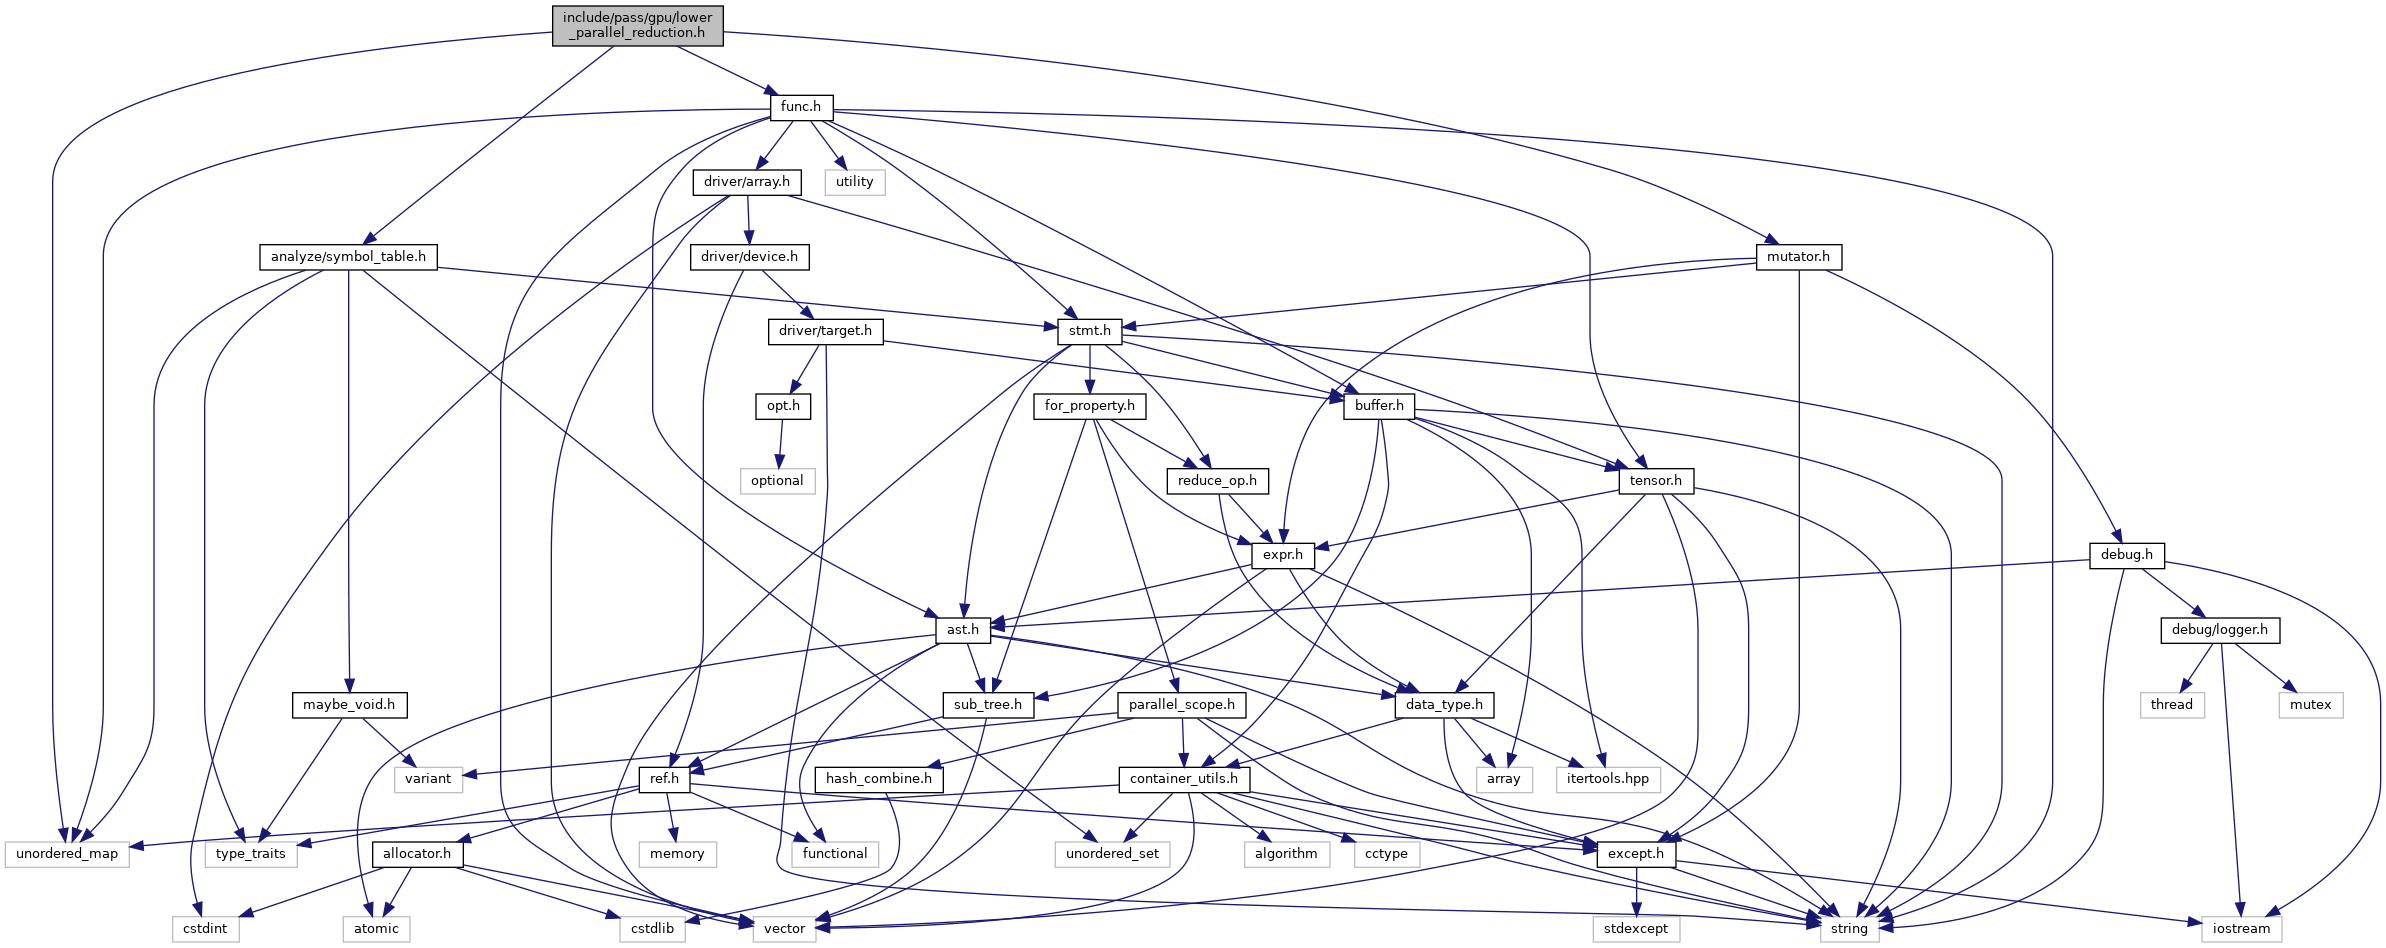 include/pass/gpu/lower
_parallel_reduction.h
func.h
driver/array.h
utility
analyze/symbol_table.h
driver/device.h
mutator.h
driver/target.h
stmt.h
opt.h
for_property.h
buffer.h
optional
reduce_op.h
tensor.h
expr.h
debug.h
ast.h
debug/logger.h
maybe_void.h
sub_tree.h
parallel_scope.h
data_type.h
thread
mutex
variant
ref.h
hash_combine.h
container_utils.h
array
itertools.hpp
unordered_map
type_traits
allocator.h
memory
functional
unordered_set
algorithm
cctype
except.h
cstdint
atomic
cstdlib
vector
stdexcept
string
iostream